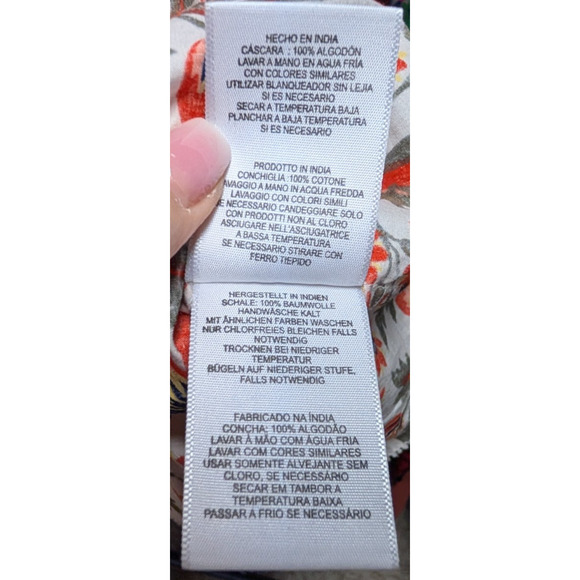 HECHO EN INDIA
CÁSCARA : 100% ALGODÓN
LAVAR A MANO EN AGUA FRÍA
CON COLORES SIMILARES
UTILIZAR BLANQUEADOR SIN LEJIA
SI ES NECESARIO
SECAR A TEMPERATURA BAJA
PLANCHAR A BAJA TEMPERATURA
SI ES NECESARIO
PRODOTTO IN INDIA
CONCHIGLIA :100% COTONE
LAVAGGIO A MANO IN ACQUA FREDDA
LAVAGGIO CON COLORI SIMILI
SE NECESSARIO CANDEGGIARE SOLO
CON PRODOTTI NON AL CLORO
ASCIUGARE NELL'ASCIUGATRICE
A BASSA TEMPERATURA
SE NECESSARIO STIRARE CON
FERRO TIEPIDO
HERGESTELLT IN INDIEN
SCHALE: 100% BAUMWOLLE
HANDWÄSCHE KALT
MIT ÄHNLICHEN FARBEN WASCHEN
NUR CHLORFREIES BLEICHEN FALLS
NOTWENDIG
TROCKNEN BEI NIEDRIGER
TEMPERATUR
BÜGELN AUF NIEDRIGER STUFE,
FALLS NOTWENDIG
FABRICADO NA ÍNDIA
CONCHA: 100% ALGODÃO
LAVAR À MÃO COM ÁGUA FRIA
LAVAR COM CORES SIMILARES
USAR SOMENTE ALVEJANTE SEM
CLORO, SE NECESSÁRIO
SECAR EM TAMBOR A
TEMPERATURA BAIXA
PASSAR A FRIO SE NECESSÁRIO